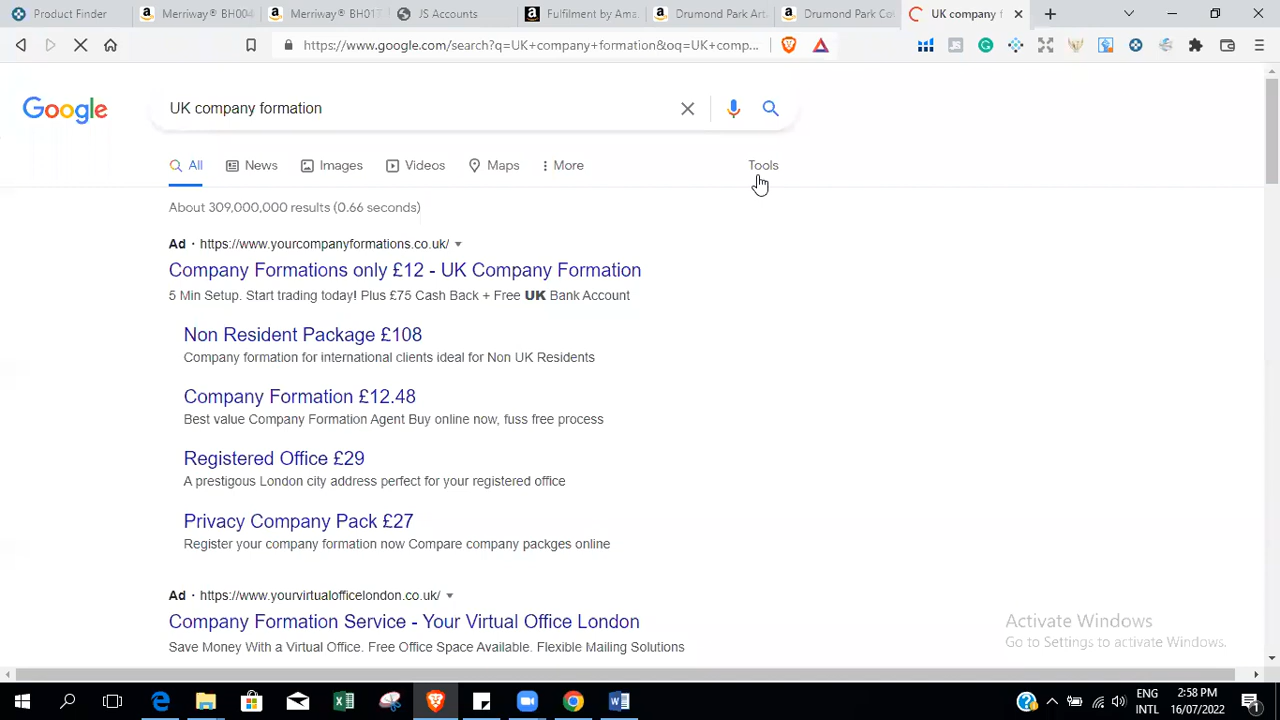 Product Finder
Merriway® BH004
Merriway® BH017
JS Accounts
Fulfilment by Ama
Drumond Park Art
Drumond Park Co
UK company f
https://www.google.com/search?q=UK+company+formation&oq=UK+comp...
Google
UK company formation
All
News
Images
Videos
Maps
More
Tools
About 309,000,000 results (0.66 seconds)
Ad · https://www.yourcompanyformations.co.uk/
Company Formations only £12 - UK Company Formation
5 Min Setup. Start trading today! Plus £75 Cash Back + Free UK Bank Account
Non Resident Package £108
Company formation for international clients ideal for Non UK Residents
Company Formation £12.48
Best value Company Formation Agent Buy online now, fuss free process
Registered Office £29
A prestigious London city address perfect for your registered office
Privacy Company Pack £27
Register your company formation now Compare company packges online
Ad · https://www.yourvirtualofficelondon.co.uk/
Company Formation Service - Your Virtual Office London
Save Money With a Virtual Office. Free Office Space Available. Flexible Mailing Solutions
Activate Windows
Go to Settings to activate Windows.
ENG
INTL
2:58 PM
16/07/2022